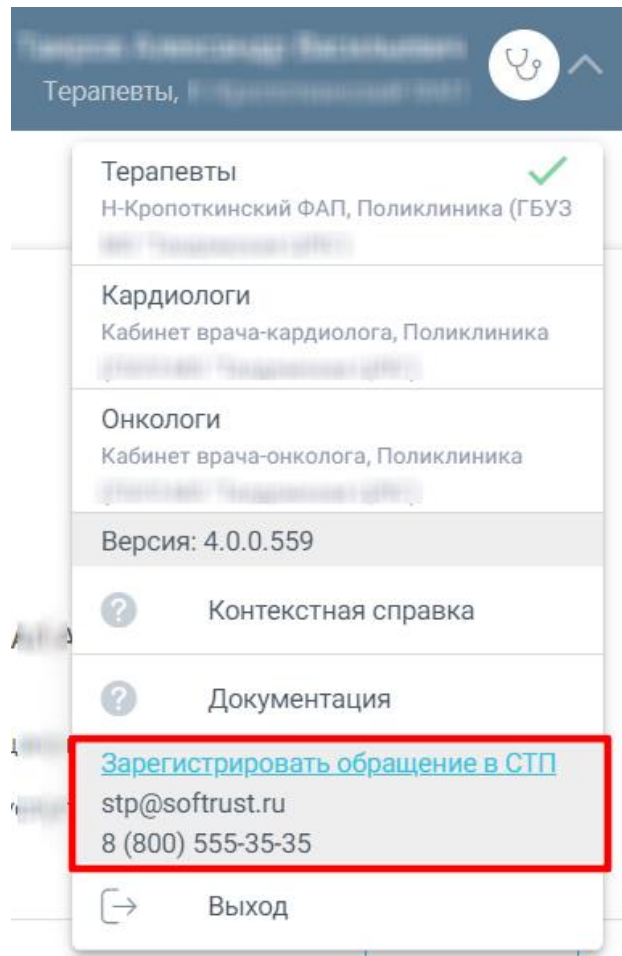 Терапевты,
Терапевты
Н-Кропоткинский ФАП, Поликлиника (ГБУЗ
Кардиологи
Кабинет врача-кардиолога, Поликлиника
Онкологи
Кабинет врача-онколога, Поликлиника
Версия: 4.0.0.559
Контекстная справка
Документация
Зарегистрировать обращение в СТП
stp@softrust.ru
8 (800) 555-35-35
Выход